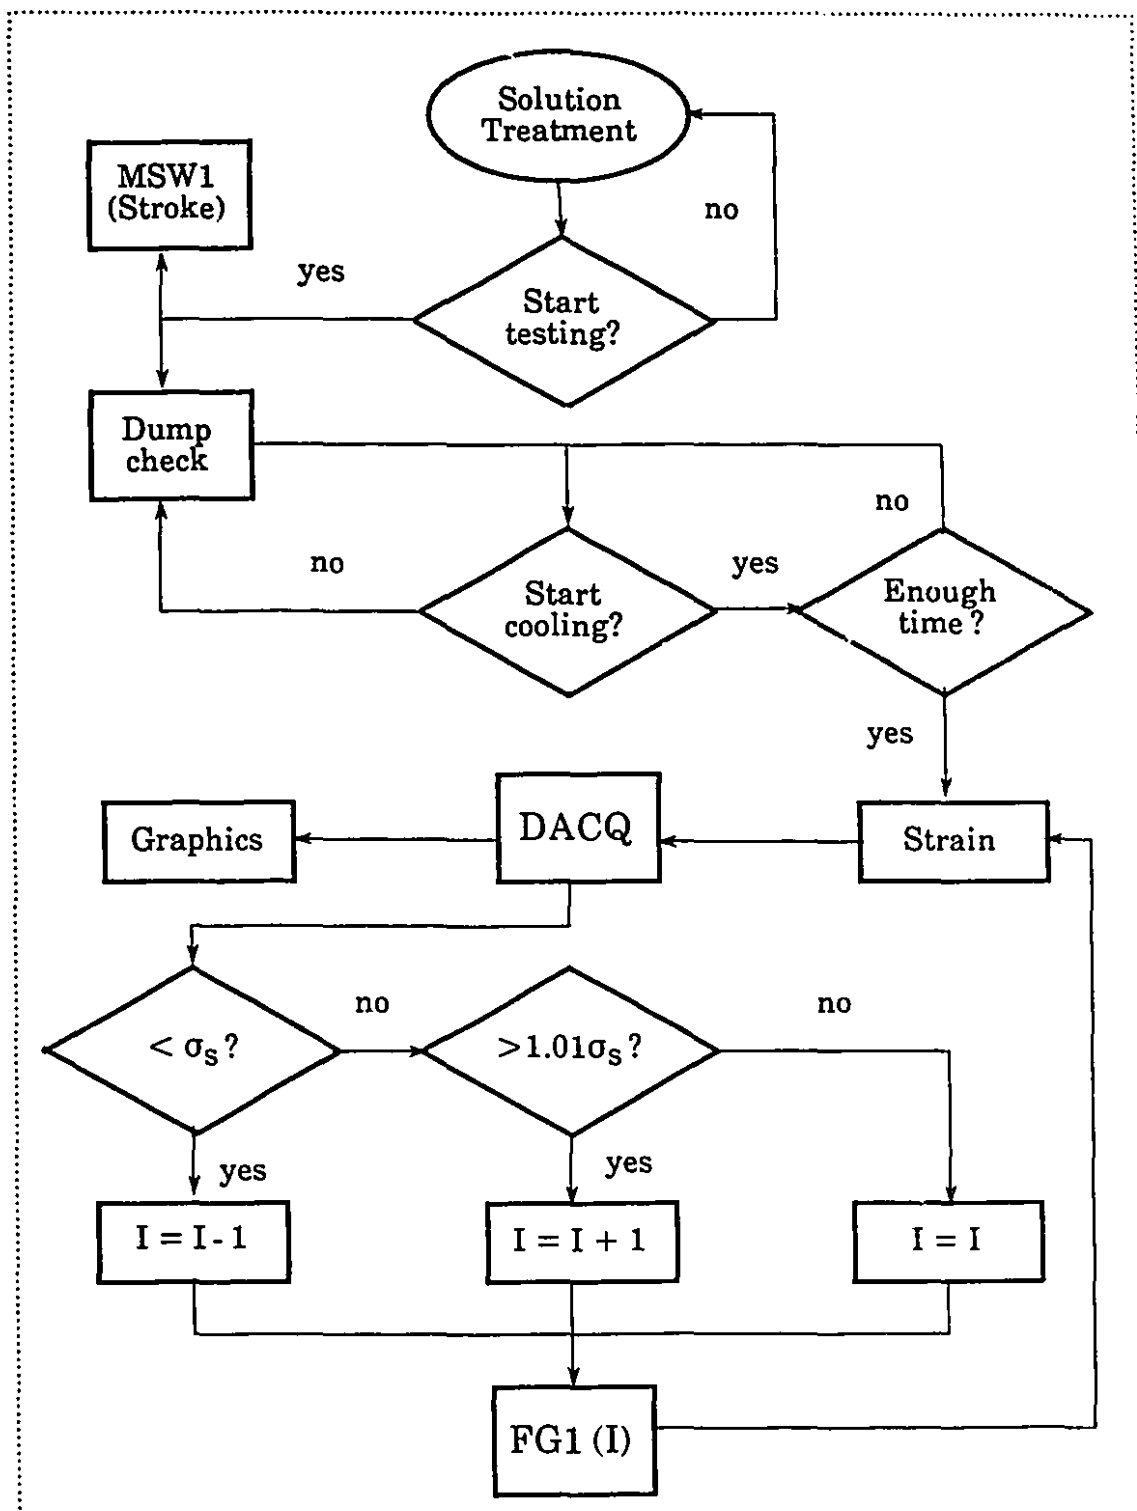 Solution
Treatment
MSW1
(Stroke)
no
yes
Start
testing?
Dump
check
no
no
yes
Start
cooling?
Enough
time ?
yes
Graphics
DACQ
Strain
no
no
< σs ?
>1.01σs ?
yes
yes
I = I - 1
I = I + 1
I = I
FG1 (I)